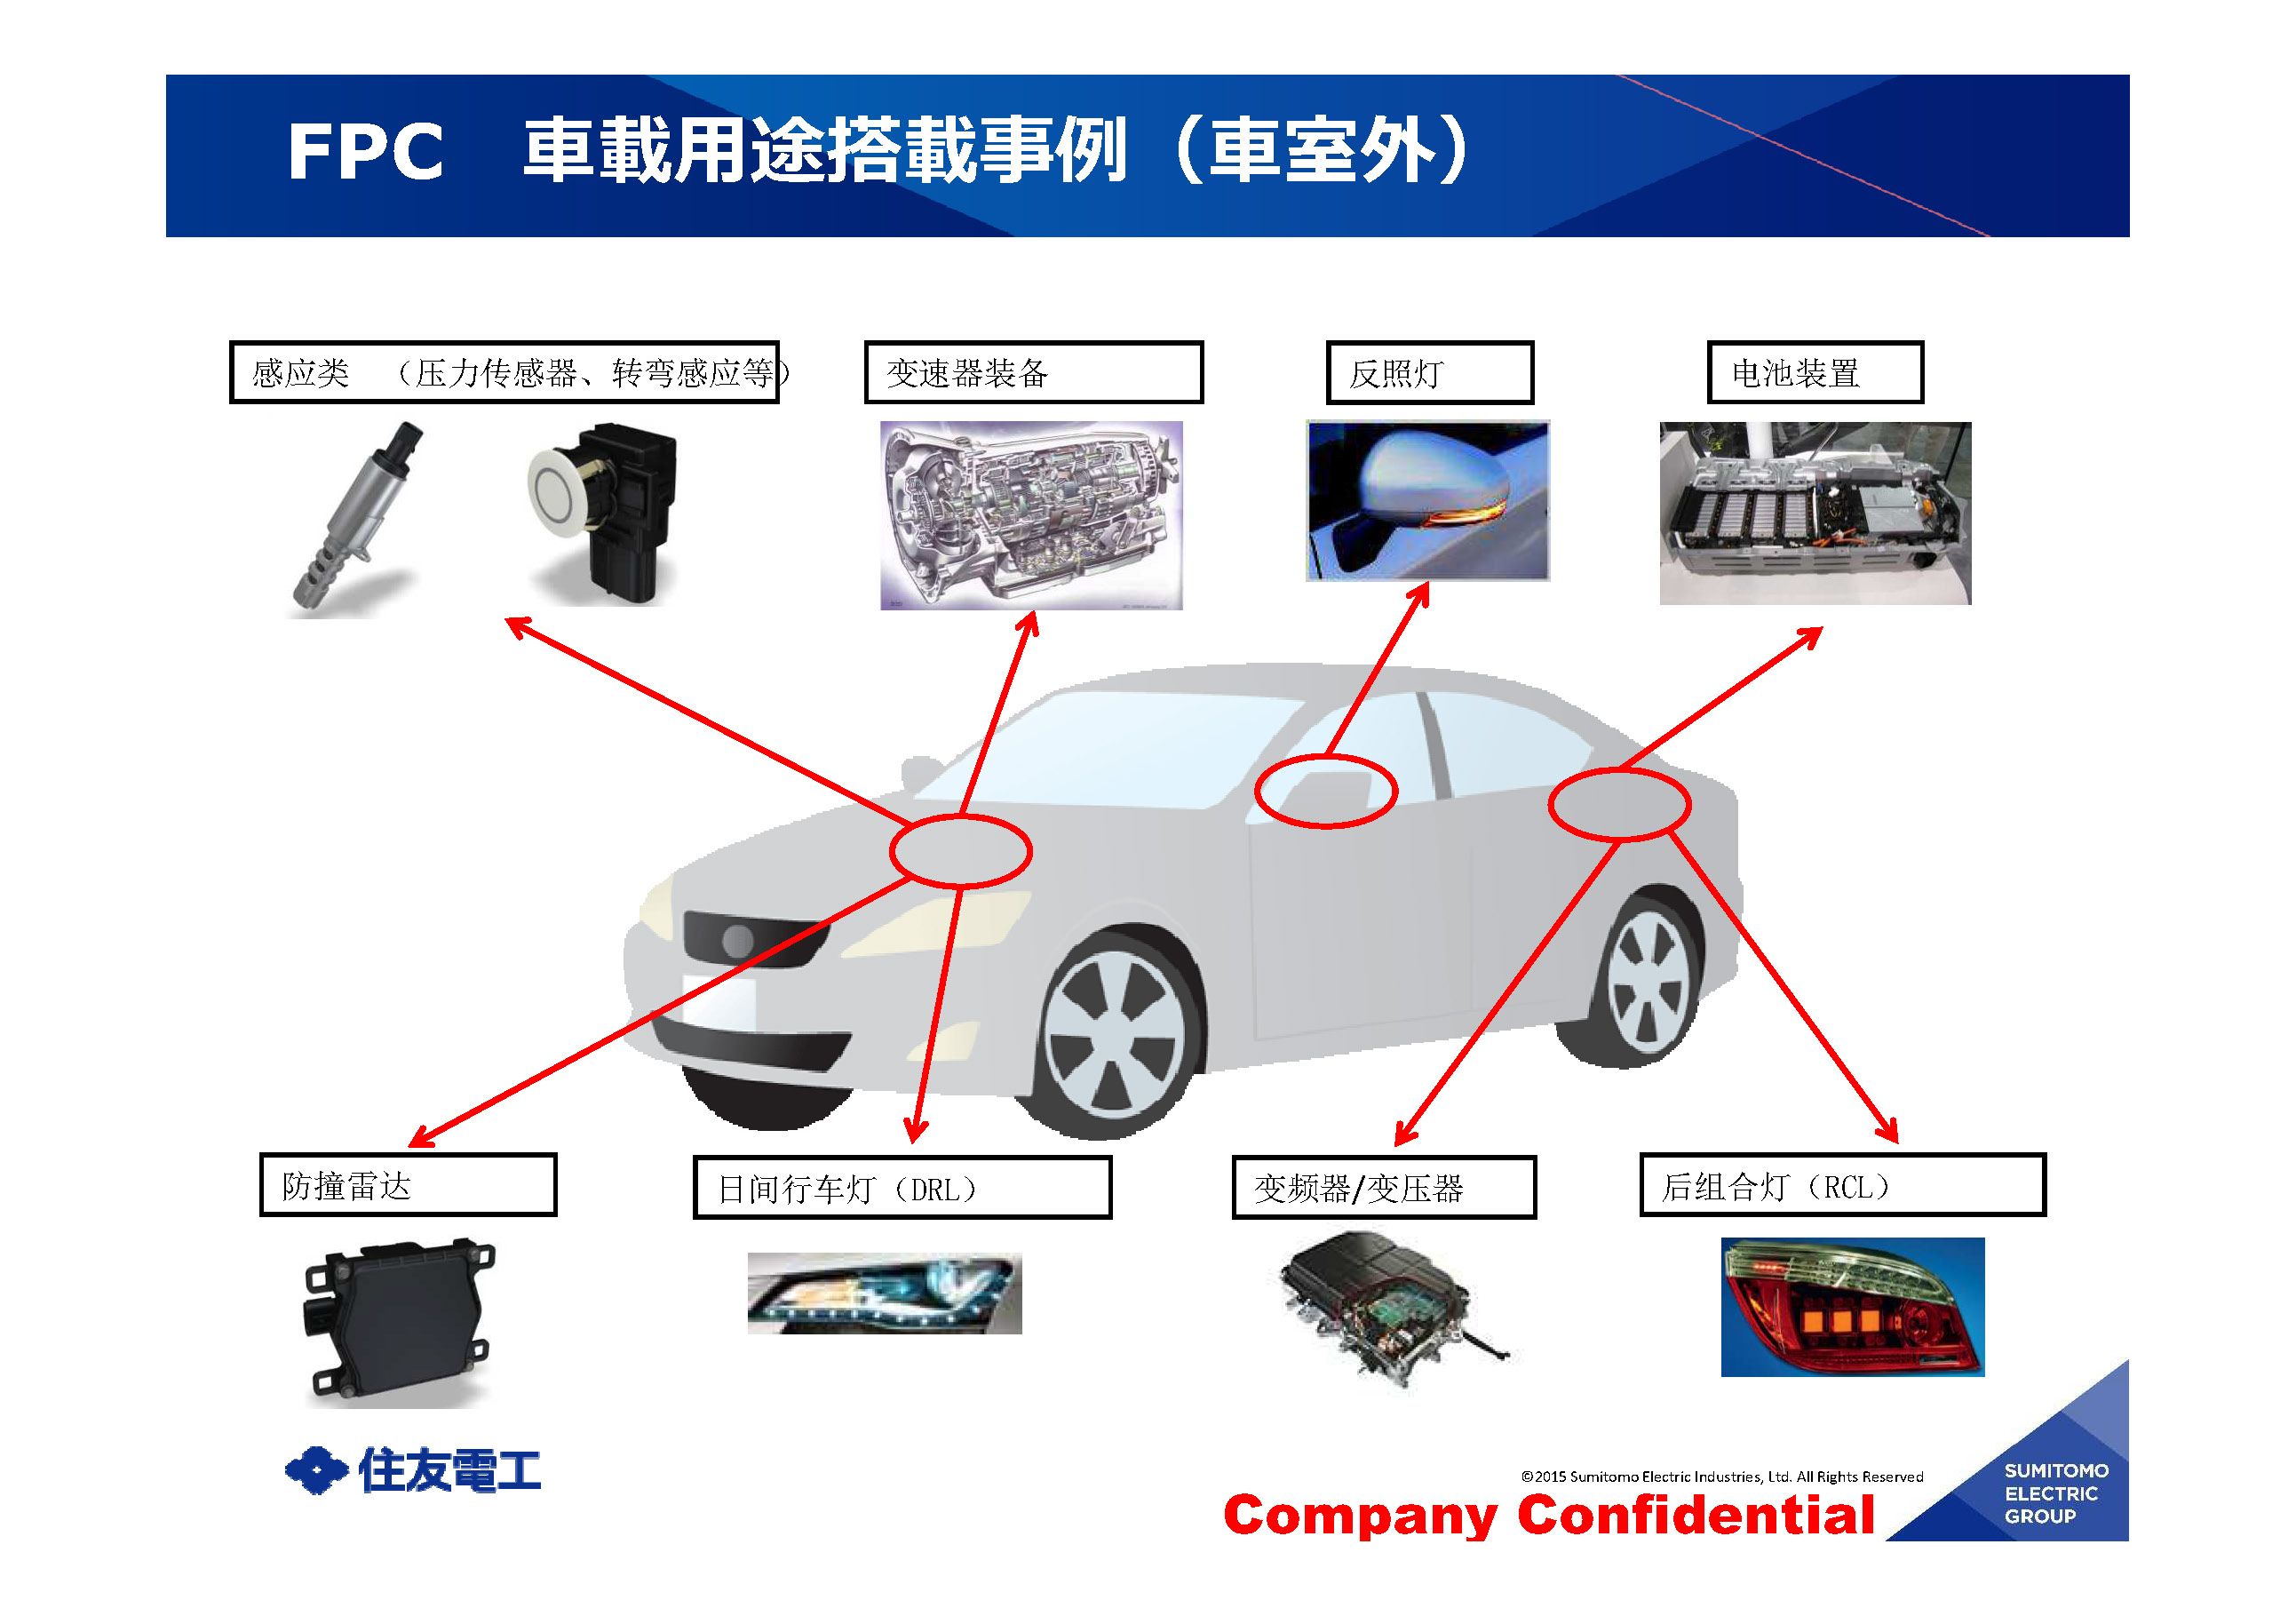 FPC　車載用途搭載事例（車室外）
感应类　（压力传感器、转弯感应等）
变速器装备
反照灯
电池装置
防撞雷达
日间行车灯（DRL）
变频器/变压器
后组合灯（RCL）
住友電工
©2015 Sumitomo Electric Industries, Ltd. All Rights Reserved
Company Confidential
SUMITOMO
ELECTRIC
GROUP